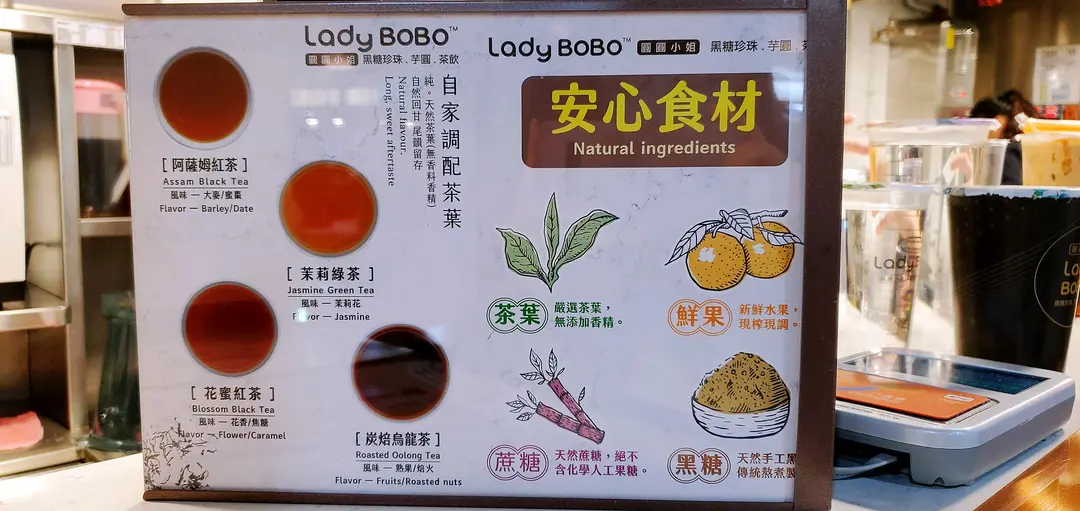 Lady BoBo™
圓圓小姐 黑糖珍珠．芋圓．茶飲
自家調配茶葉
純。天然茶葉(無香料香精)
自然回甘 尾韻留存
Natural flavour.
Long, sweet aftertaste
[ 阿薩姆紅茶 ]
Assam Black Tea
風味 — 大麥/蜜棗
Flavor — Barley/Date
[ 茉莉綠茶 ]
Jasmine Green Tea
風味 — 茉莉花
Flavor — Jasmine
[ 花蜜紅茶 ]
Blossom Black Tea
風味 — 花香/焦糖
Flavor — Flower/Caramel
[ 炭焙烏龍茶 ]
Roasted Oolong Tea
風味 — 熟果/焙火
Flavor — Fruits/Roasted nuts
Lady BoBo™ 圓圓小姐 黑糖珍珠．芋圓．
安心食材
Natural ingredients
茶葉
嚴選茶葉，
無添加香精。
鮮果
新鮮水果，
現榨現調。
蔗糖
天然蔗糖，絕不
含化學人工果糖。
黑糖
天然手工黑
傳統熬煮製
Lady